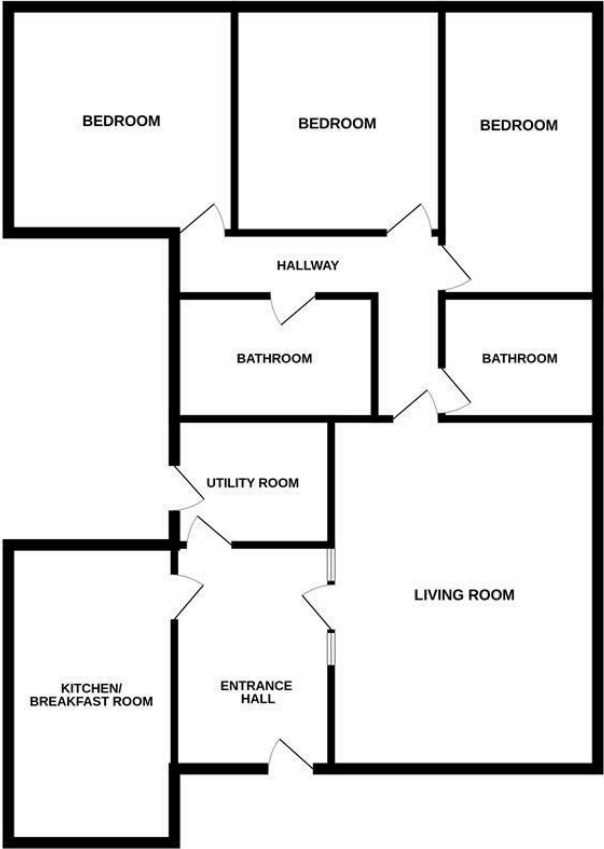 BEDROOM
BEDROOM
BEDROOM
HALLWAY
BATHROOM
BATHROOM
UTILITY ROOM
LIVING ROOM
KITCHEN/
BREAKFAST ROOM
ENTRANCE
HALL